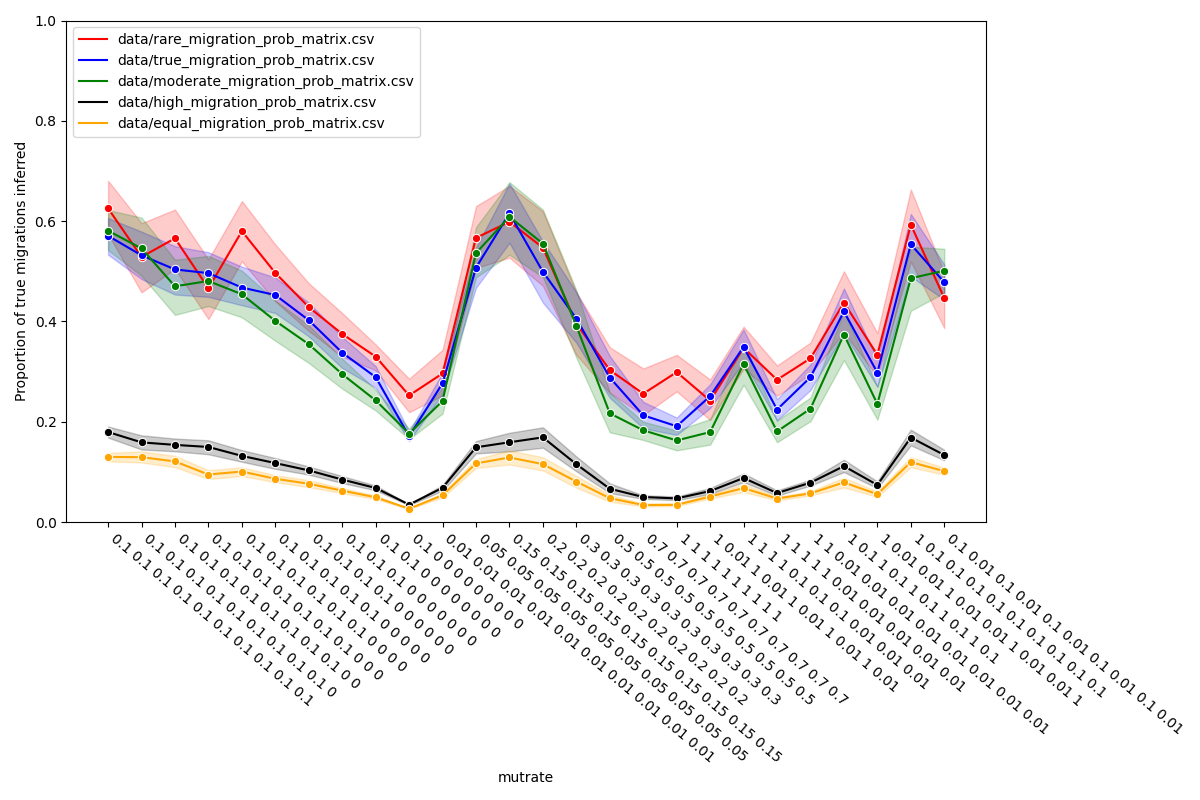 data/rare_migration_prob_matrix.csv
data/true_migration_prob_matrix.csv
data/moderate_migration_prob_matrix.csv
data/high_migration_prob_matrix.csv
data/equal_migration_prob_matrix.csv
Proportion of true migrations inferred
1.0
0.8
0.6
0.4
0.2
0.0
0.1 0.1 0.1 0.1 0.1 0.1 0.1 0.1 0.1 0.1
0.1 0.1 0.1 0.1 0.1 0.1 0.1 0.1 0.1 0
0.1 0.1 0.1 0.1 0.1 0.1 0.1 0.1 0 0
0.1 0.1 0.1 0.1 0.1 0.1 0.1 0 0 0
0.1 0.1 0.1 0.1 0.1 0.1 0 0 0 0
0.1 0.1 0.1 0.1 0.1 0 0 0 0 0
0.1 0.1 0.1 0.1 0 0 0 0 0 0
0.1 0.1 0.1 0 0 0 0 0 0 0
0.1 0.1 0 0 0 0 0 0 0 0
0.1 0 0 0 0 0 0 0 0 0
0.01 0.01 0.01 0.01 0.01 0.01 0.01 0.01 0.01 0.01
0.05 0.05 0.05 0.05 0.05 0.05 0.05 0.05 0.05 0.05
0.15 0.15 0.15 0.15 0.15 0.15 0.15 0.15 0.15 0.15
0.2 0.2 0.2 0.2 0.2 0.2 0.2 0.2 0.2 0.2
0.3 0.3 0.3 0.3 0.3 0.3 0.3 0.3 0.3 0.3
0.5 0.5 0.5 0.5 0.5 0.5 0.5 0.5 0.5 0.5
0.7 0.7 0.7 0.7 0.7 0.7 0.7 0.7 0.7 0.7
1 1 1 1 1 1 1 1 1 1
1 0.01 1 0.01 1 0.01 1 0.01 1 0.01
1 1 1 1 0.1 0.1 0.1 0.01 0.01 0.01
1 1 1 1 1 0.01 0.01 0.01 0.01 0.01
1 1 0.01 0.01 0.01 0.01 0.01 0.01 0.01 0.01
1 0.1 1 0.1 1 0.1 1 0.1 1 0.1
1 0.01 0.01 1 0.01 0.01 1 0.01 0.01 1
1 0.1 0.1 0.1 0.1 0.1 0.1 0.1 0.1 0.1
0.1 0.01 0.1 0.01 0.1 0.01 0.1 0.01 0.1 0.01
mutrate